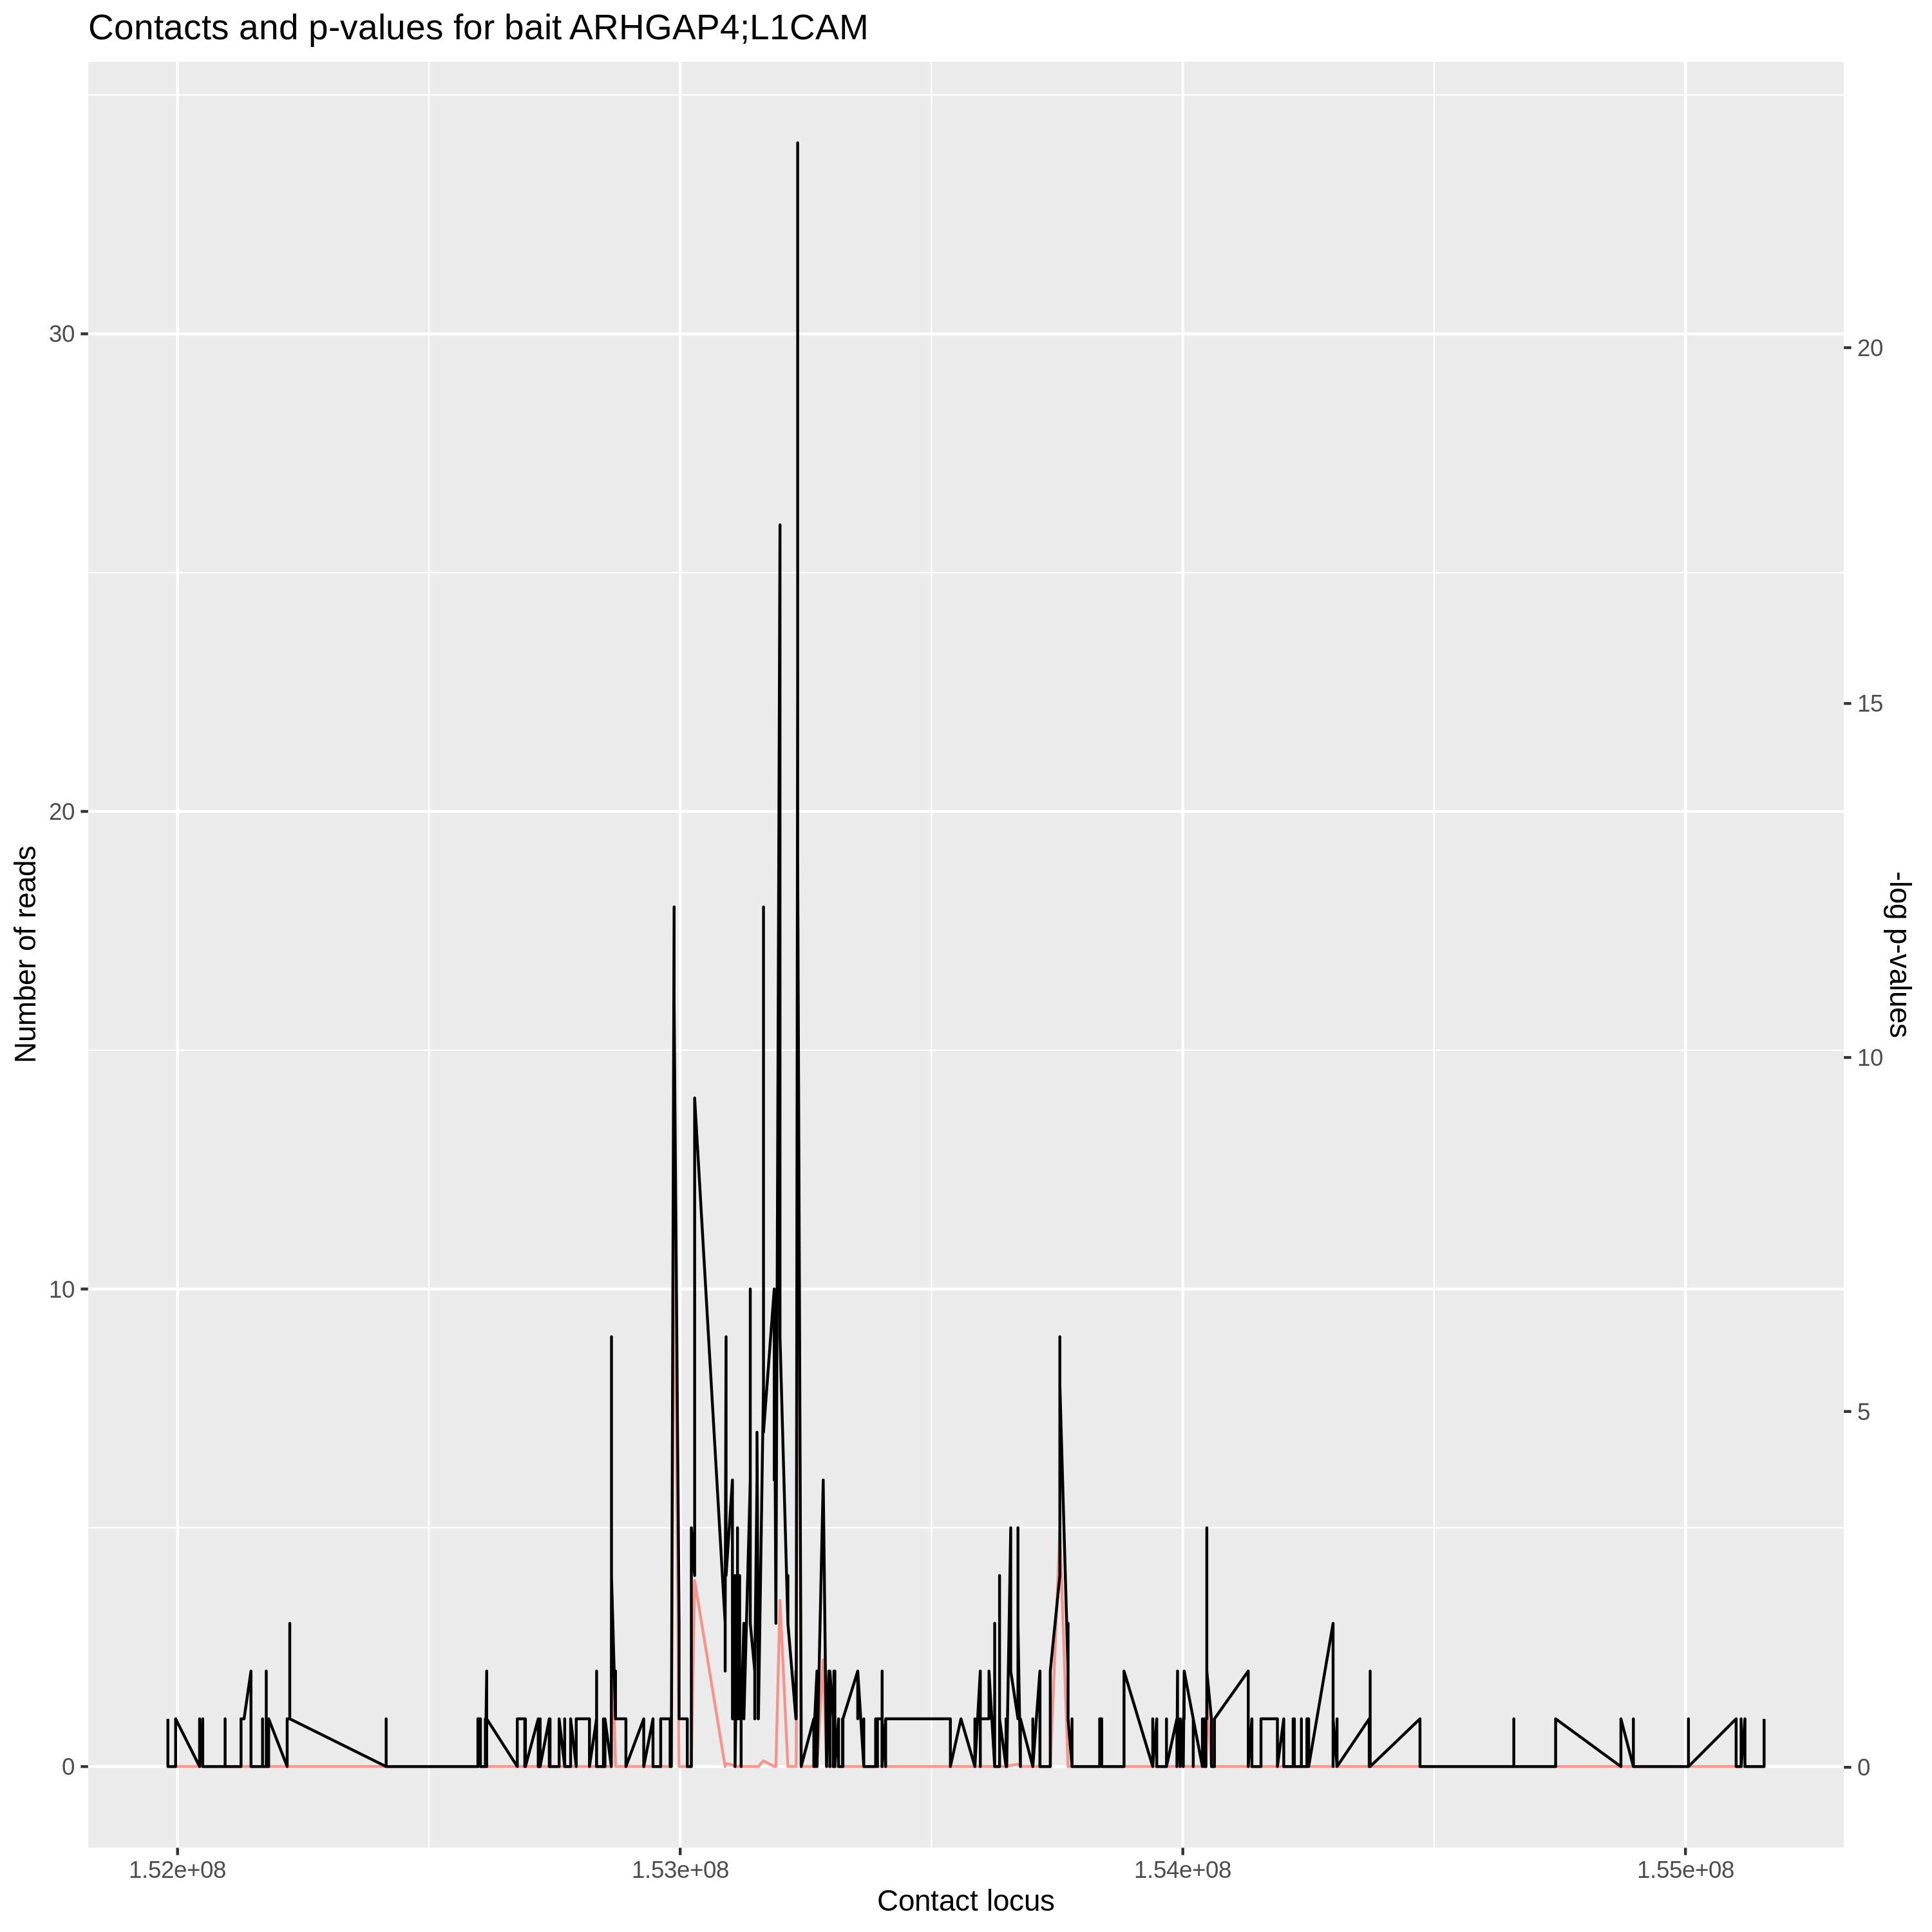 Contacts and p-values for bait ARHGAP4;L1CAM
30
20
10
0
Number of reads
20
15
10
5
0
-log p-values
1.52e+08 1.53e+08 1.54e+08 1.55e+08
Contact locus